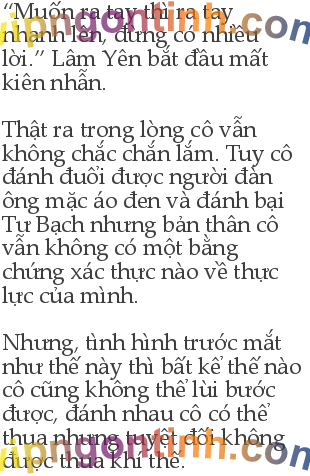 “Muốn ra tay thì ra tay
nhanh lên, đừng có nhiều
lời.” Lâm Yên bắt đầu mất
kiên nhẫn.
Thật ra trong lòng cô vẫn
không chắc chắn lắm. Tuy cô
đánh đuổi được người đàn
ông mặc áo đen và đánh bại
Tự Bạch nhưng bản thân cô
vẫn không có một bằng
chứng xác thực nào về thực
lực của mình.
Nhưng, tình hình trước mắt
như thế này thì bất kể thế nào
cô cũng không thể lùi bước
được, đánh nhau cô có thể
thua nhưng tuyệt đối không
được thua khí thế.
vipngontinh.com
vipngontinh.com